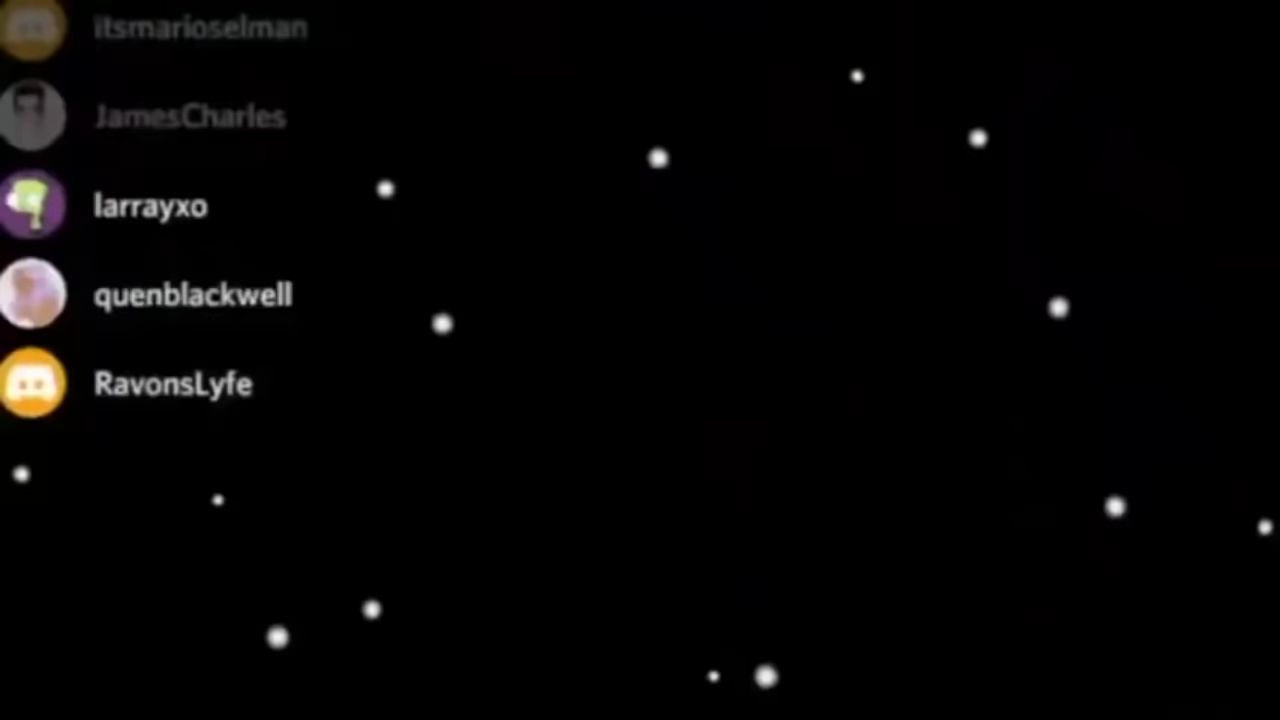 itsmarioselman
JamesCharles
larrayxo
quenblackwell
RavonsLyfe